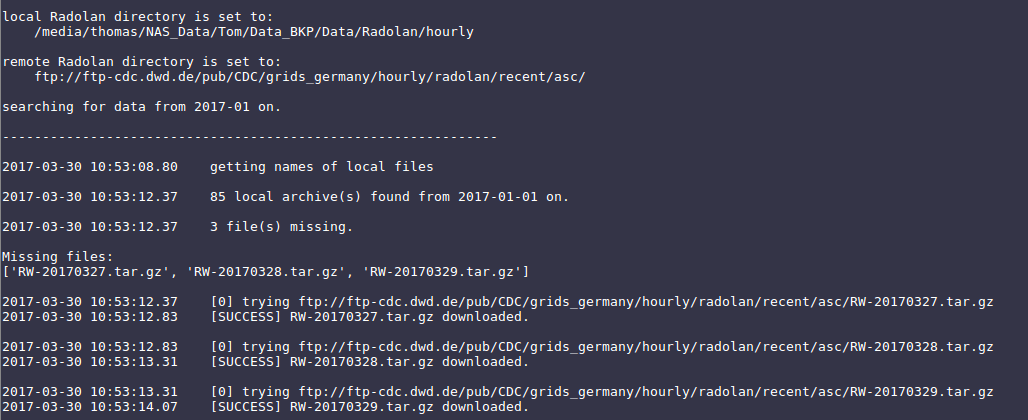 local Radolan directory is set to:
    /media/thomas/NAS_Data/Tom/Data_BKP/Data/Radolan/hourly
remote Radolan directory is set to:
    ftp://ftp-cdc.dwd.de/pub/CDC/grids_germany/hourly/radolan/recent/asc/
searching for data from 2017-01 on.
--------------------------------------------------------------
2017-03-30 10:53:08.80    getting names of local files
2017-03-30 10:53:12.37    85 local archive(s) found from 2017-01-01 on.
2017-03-30 10:53:12.37    3 file(s) missing.
Missing files:
['RW-20170327.tar.gz', 'RW-20170328.tar.gz', 'RW-20170329.tar.gz']
2017-03-30 10:53:12.37    [0] trying ftp://ftp-cdc.dwd.de/pub/CDC/grids_germany/hourly/radolan/recent/asc/RW-20170327.tar.gz
2017-03-30 10:53:12.83    [SUCCESS] RW-20170327.tar.gz downloaded.
2017-03-30 10:53:12.83    [0] trying ftp://ftp-cdc.dwd.de/pub/CDC/grids_germany/hourly/radolan/recent/asc/RW-20170328.tar.gz
2017-03-30 10:53:13.31    [SUCCESS] RW-20170328.tar.gz downloaded.
2017-03-30 10:53:13.31    [0] trying ftp://ftp-cdc.dwd.de/pub/CDC/grids_germany/hourly/radolan/recent/asc/RW-20170329.tar.gz
2017-03-30 10:53:14.07    [SUCCESS] RW-20170329.tar.gz downloaded.